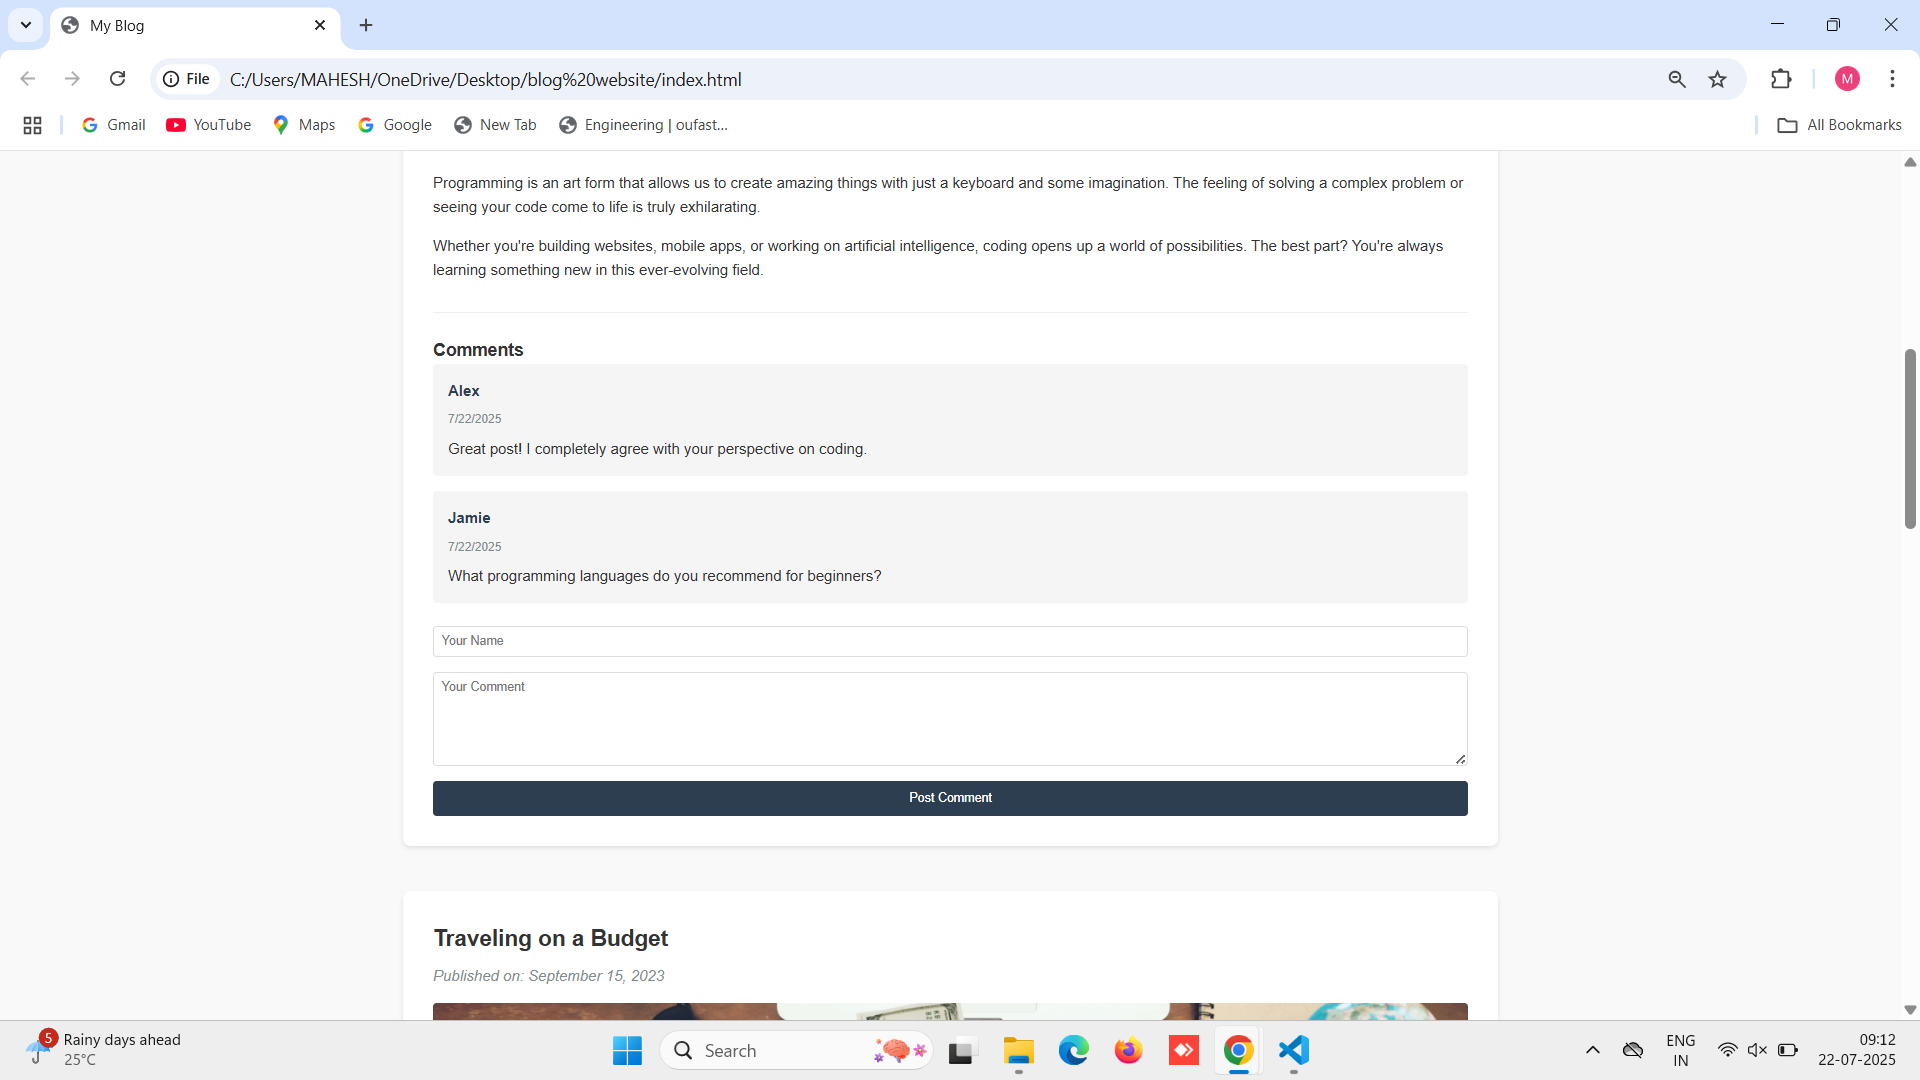 My Blog
File
C:/Users/MAHESH/OneDrive/Desktop/blog%20website/index.html
M
Gmail
YouTube
Maps
Google
New Tab
Engineering | oufast...
All Bookmarks
Programming is an art form that allows us to create amazing things with just a keyboard and some imagination. The feeling of solving a complex problem or
seeing your code come to life is truly exhilarating.
Whether you're building websites, mobile apps, or working on artificial intelligence, coding opens up a world of possibilities. The best part? You're always
learning something new in this ever-evolving field.
Comments
Alex
7/22/2025
Great post! I completely agree with your perspective on coding.
Jamie
7/22/2025
What programming languages do you recommend for beginners?
Your Name
Your Comment
Post Comment
Traveling on a Budget
Published on: September 15, 2023
5
Rainy days ahead
25°C
Search
ENG
IN
09:12
22-07-2025